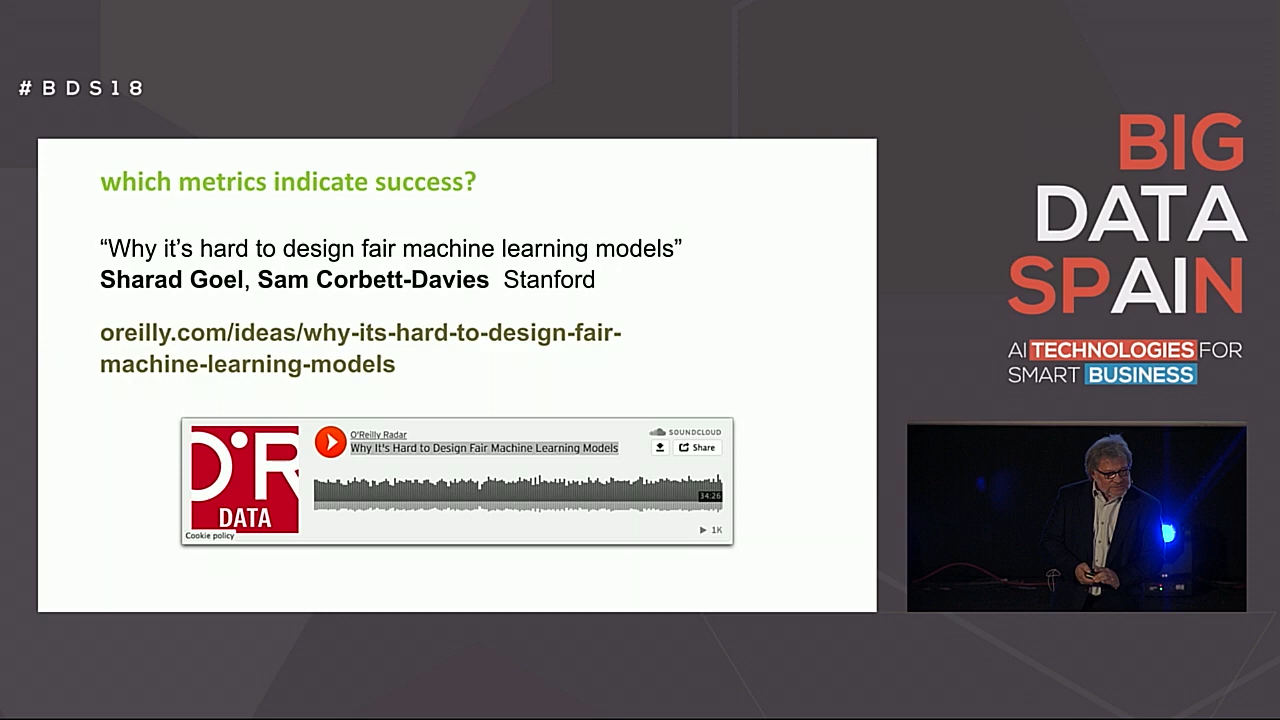 #BDS18
which metrics indicate success?
“Why it’s hard to design fair machine learning models”
Sharad Goel, Sam Corbett-Davies Stanford
oreilly.com/ideas/why-its-hard-to-design-fair-
machine-learning-models
O'R
DATA
Cookie policy
O'Reilly Radar
Why It's Hard to Design Fair Machine Learning Models
SOUNDCLOUD
Share
34:26
1K
BIG
DATA
SPAIN
AI TECHNOLOGIES FOR
SMART BUSINESS